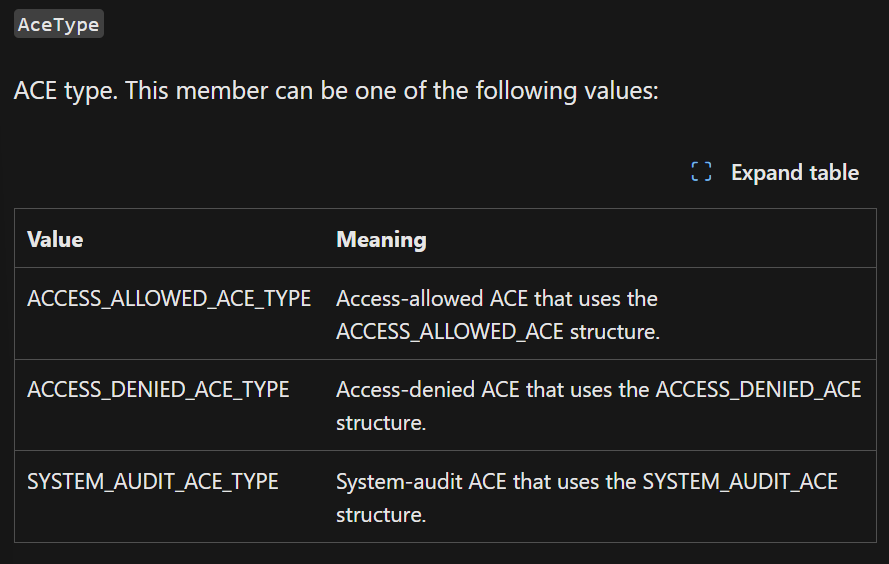 AceType
ACE type. This member can be one of the following values:
Expand table
Value Meaning
ACCESS_ALLOWED_ACE_TYPE Access-allowed ACE that uses the
ACCESS_ALLOWED_ACE structure.
ACCESS_DENIED_ACE_TYPE Access-denied ACE that uses the ACCESS_DENIED_ACE
structure.
SYSTEM_AUDIT_ACE_TYPE System-audit ACE that uses the SYSTEM_AUDIT_ACE
structure.